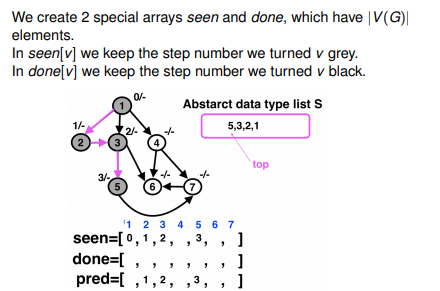 We create 2 special arrays seen and done, which have |V(G)|
elements.
In seen[v] we keep the step number we turned v grey.
In done[v] we keep the step number we turned v black.
0/-
1
Abstarct data type list S
1/-
2/-
-/-
5,3,2,1
2
3
4
top
3/-
-/-
-/-
5
6
7
1 2 3 4 5 6 7
seen=[0,1,2, ,3, , ]
done=[ , , , , , , ]
pred=[ ,1,2, ,3, , ]